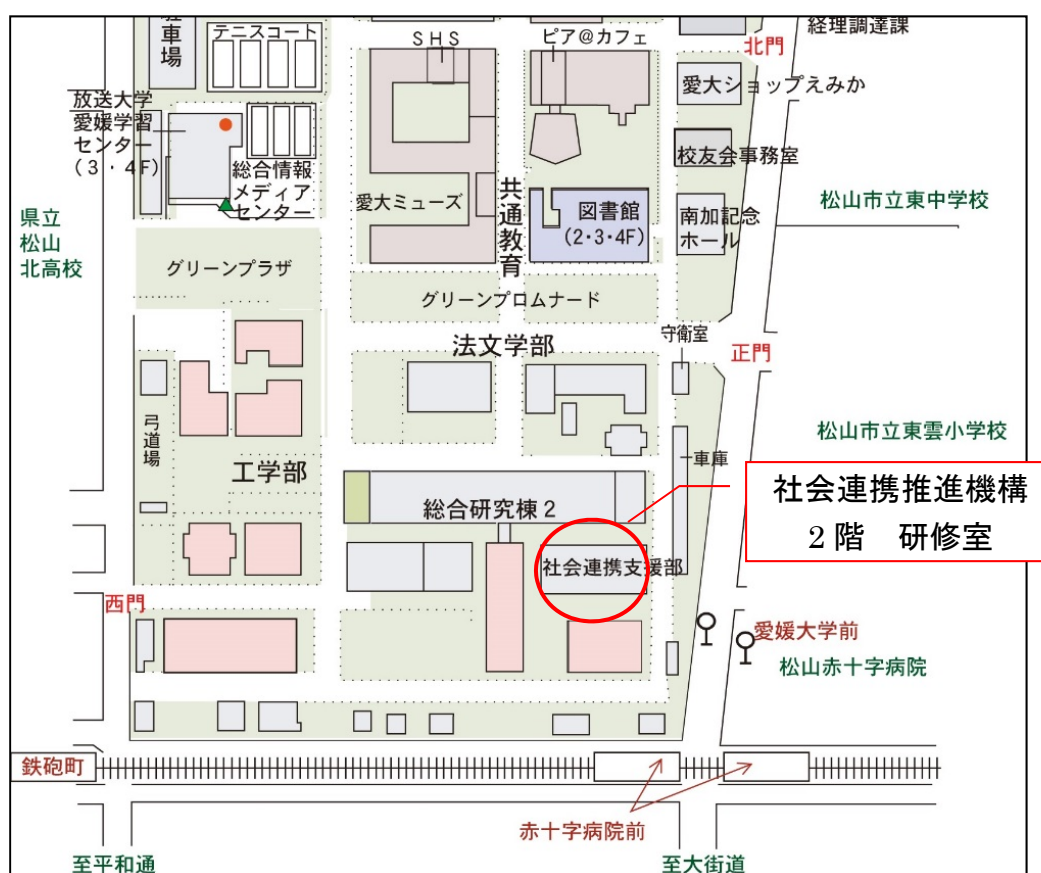 駐車場
テニスコート
SHS
ピア@カフェ
経理調達課
北門
愛大ショップえみか
放送大学
愛媛学習
センター
(3・4F)
総合情報
メディア
センター
愛大ミューズ
共通教育
図書館
(2・3・4F)
校友会事務室
南加記念
ホール
松山市立東中学校
県立
松山
北高校
グリーンプラザ
グリーンプロムナード
法文学部
守衛室
正門
弓道場
工学部
車庫
松山市立東雲小学校
総合研究棟2
社会連携推進機構
2階 研修室
社会連携支援部
西門
愛媛大学前
松山赤十字病院
鉄砲町
赤十字病院前
至平和通
至大街道